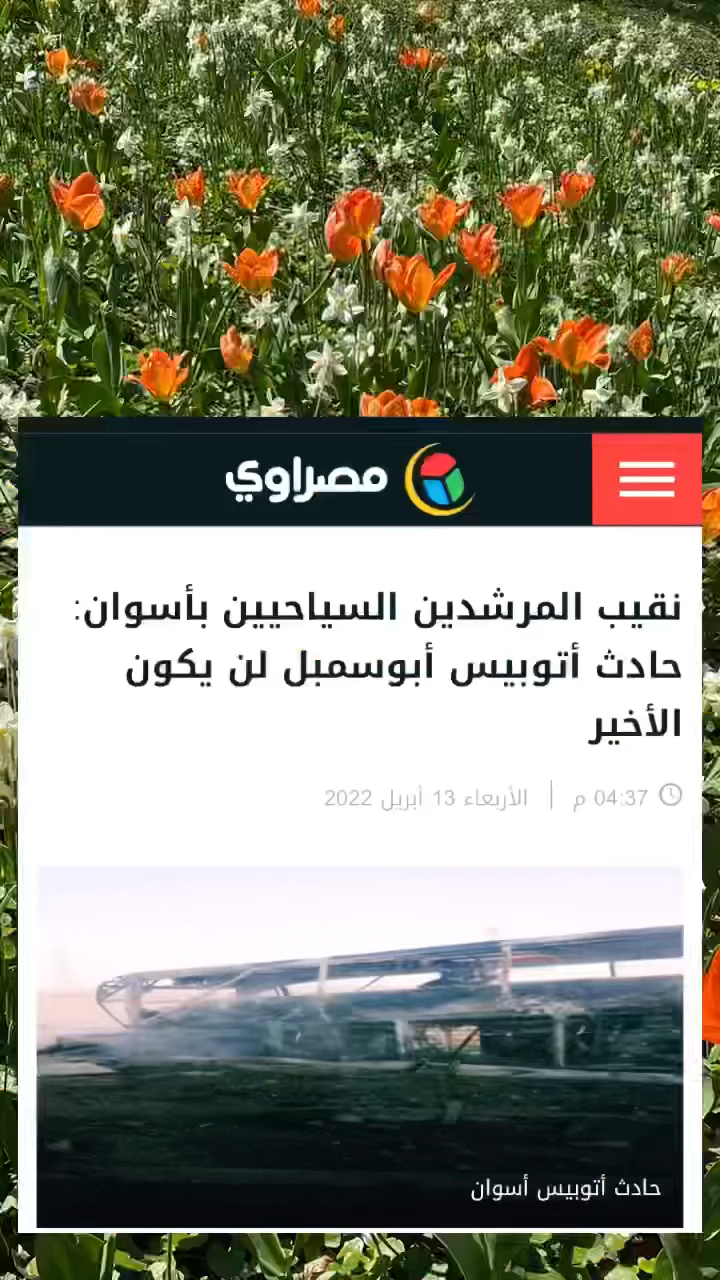 مصراوي
نقيب المرشدين السياحيين بأسوان:
حادث أتوبيس أبوسمبل لن يكون
الأخير
04:37 م | الأربعاء 13 أبريل 2022
حادث أتوبيس أسوان